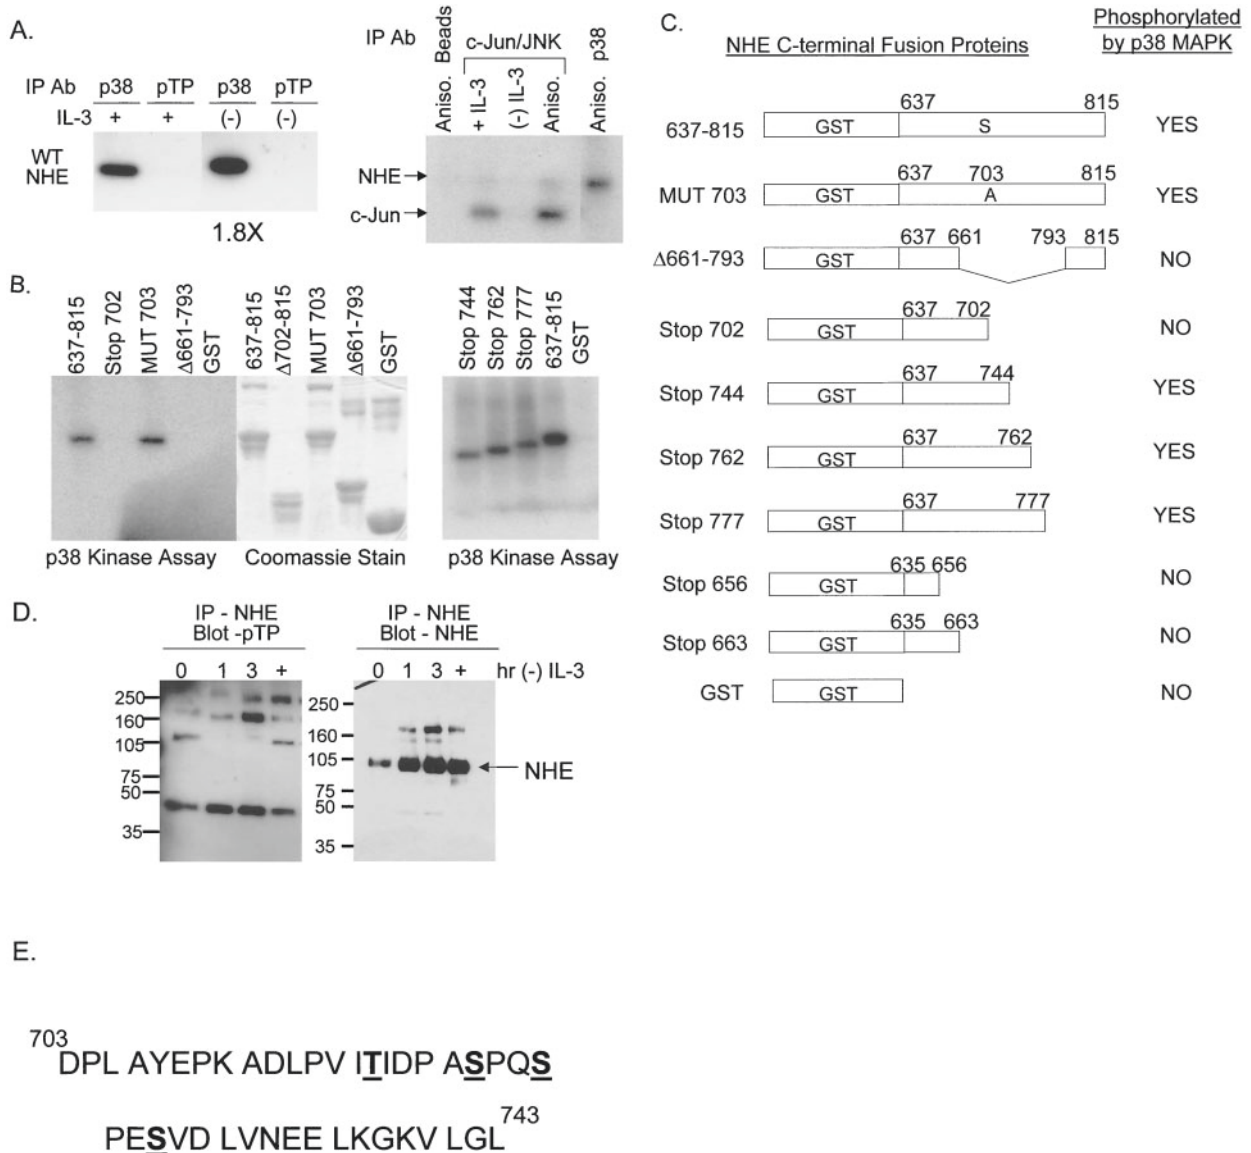 A.
IP Ab p38 pTP p38 pTP
IL-3 + + (-) (-)
WT
NHE
1.8X
IP Ab
Aniso. Beads
c-Jun/JNK
+ IL-3
(-) IL-3
Aniso.
Aniso. p38
NHE
c-Jun
B.
637-815
Stop 702
MUT 703
Δ661-793
GST
637-815
Δ702-815
MUT 703
Δ661-793
GST
Stop 744
Stop 762
Stop 777
637-815
GST
p38 Kinase Assay Coomassie Stain p38 Kinase Assay
C.
NHE C-terminal Fusion Proteins
Phosphorylated
by p38 MAPK
637 815
637-815 GST S YES
637 703 815
MUT 703 GST A YES
637 661 793 815
Δ661-793 GST NO
637 702
Stop 702 GST NO
637 744
Stop 744 GST YES
637 762
Stop 762 GST YES
637 777
Stop 777 GST YES
635 656
Stop 656 GST NO
635 663
Stop 663 GST NO
GST GST NO
D.
IP - NHE
Blot -pTP
0 1 3 +
250
160
105
75
50
35
IP - NHE
Blot - NHE
0 1 3 + hr (-) IL-3
250
160
105
75
50
35
NHE
E.
703
DPL AYEPK ADLPV ITIDP ASPQS
743
PESVD LVNEE LKGKV LGL